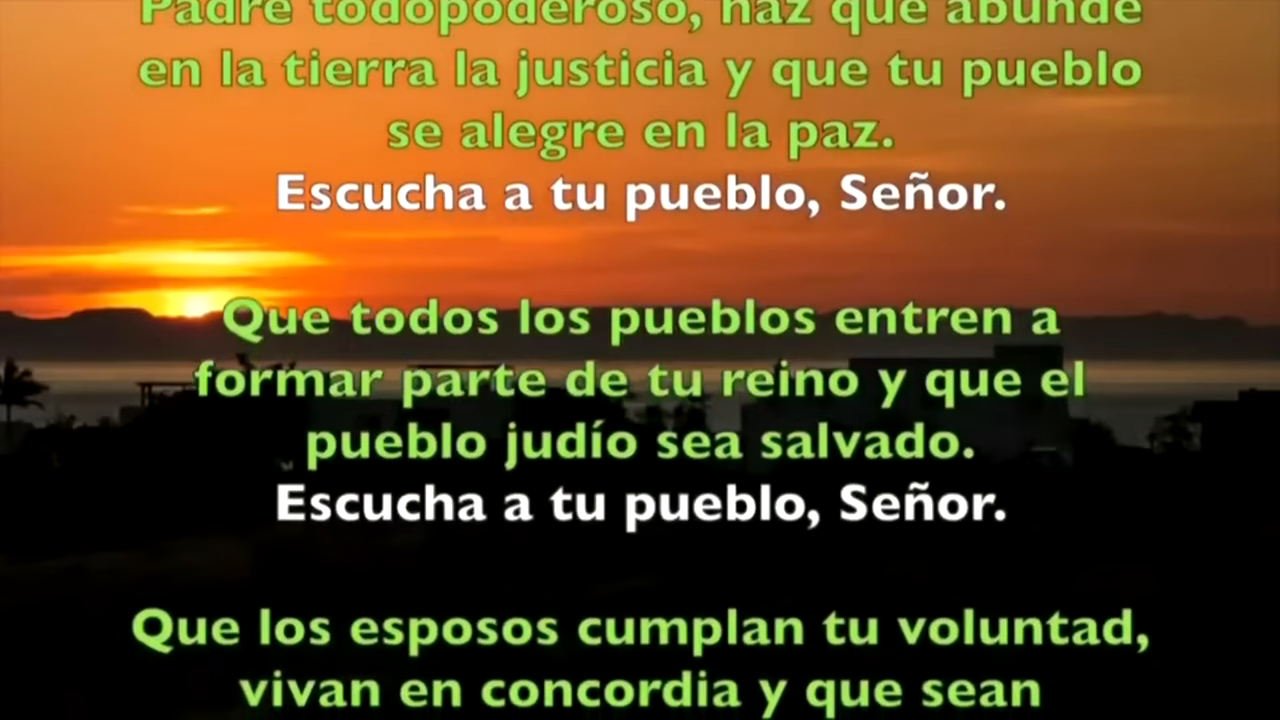 Padre todopoderoso, haz que abunde
en la tierra la justicia y que tu pueblo
se alegre en la paz.
Escucha a tu pueblo, Señor.
Que todos los pueblos entren a
formar parte de tu reino y que el
pueblo judío sea salvado.
Escucha a tu pueblo, Señor.
Que los esposos cumplan tu voluntad,
vivan en concordia y que sean